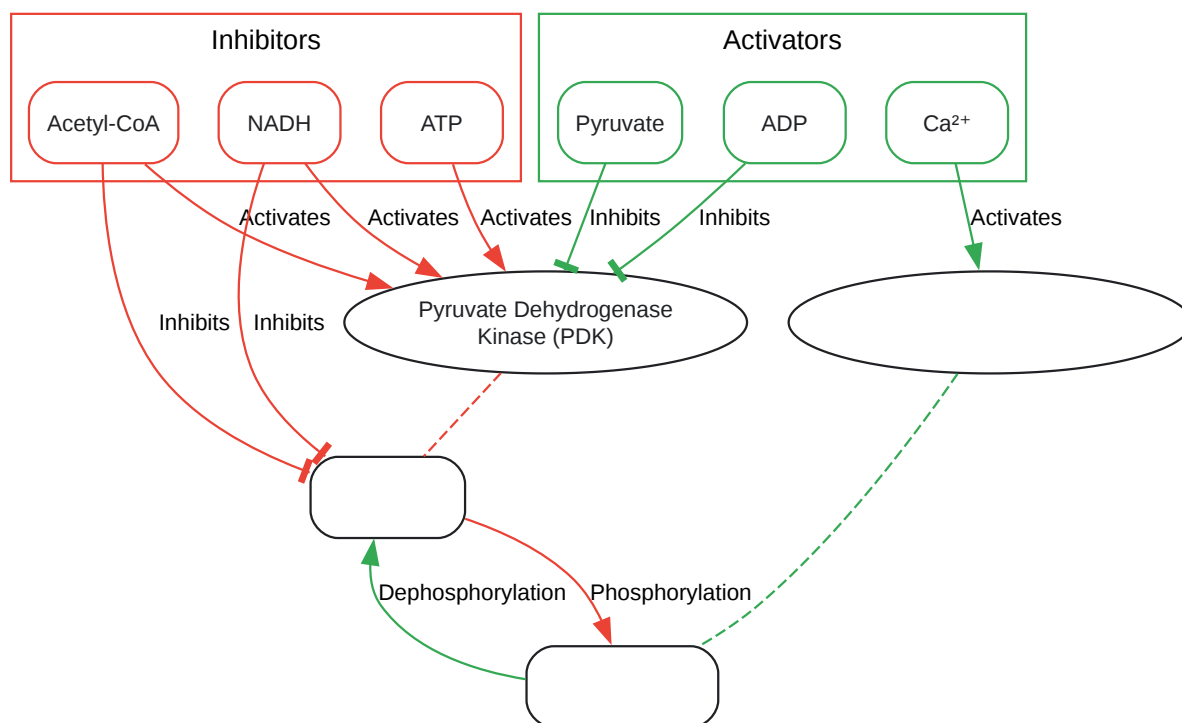 Inhibitors
Activators
Acetyl-CoA
NADH
ATP
Pyruvate
ADP
Ca²⁺
Activates
Activates
Activates
Inhibits
Inhibits
Activates
Inhibits
Inhibits
Pyruvate Dehydrogenase
Kinase (PDK)
Dephosphorylation
Phosphorylation